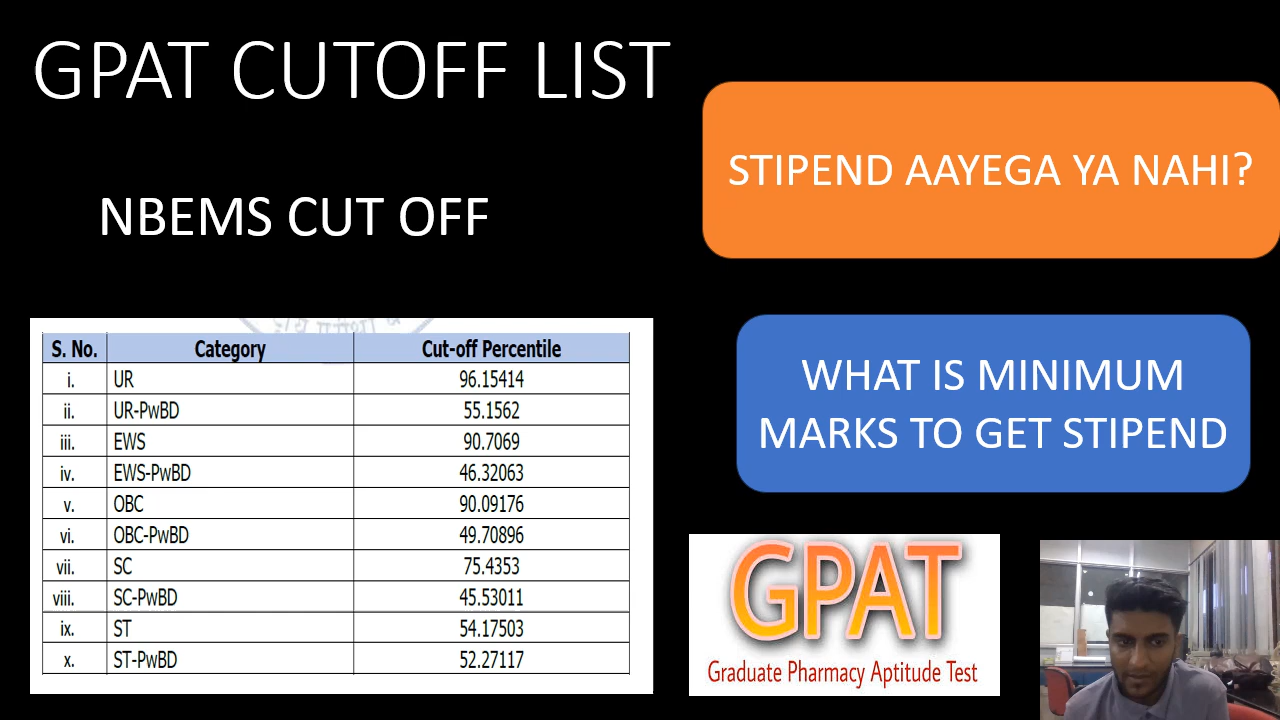 GPAT CUTOFF LIST
STIPEND AAYEGA YA NAHI?
NBEMS CUT OFF
WHAT IS MINIMUM
MARKS TO GET STIPEND
S. No. Category Cut-off Percentile
i. UR 96.15414
ii. UR-PwBD 55.1562
iii. EWS 90.7069
iv. EWS-PwBD 46.32063
v. OBC 90.09176
vi. OBC-PwBD 49.70896
vii. SC 75.4353
viii. SC-PwBD 45.53011
ix. ST 54.17503
x. ST-PwBD 52.27117
GPAT
Graduate Pharmacy Aptitude Test